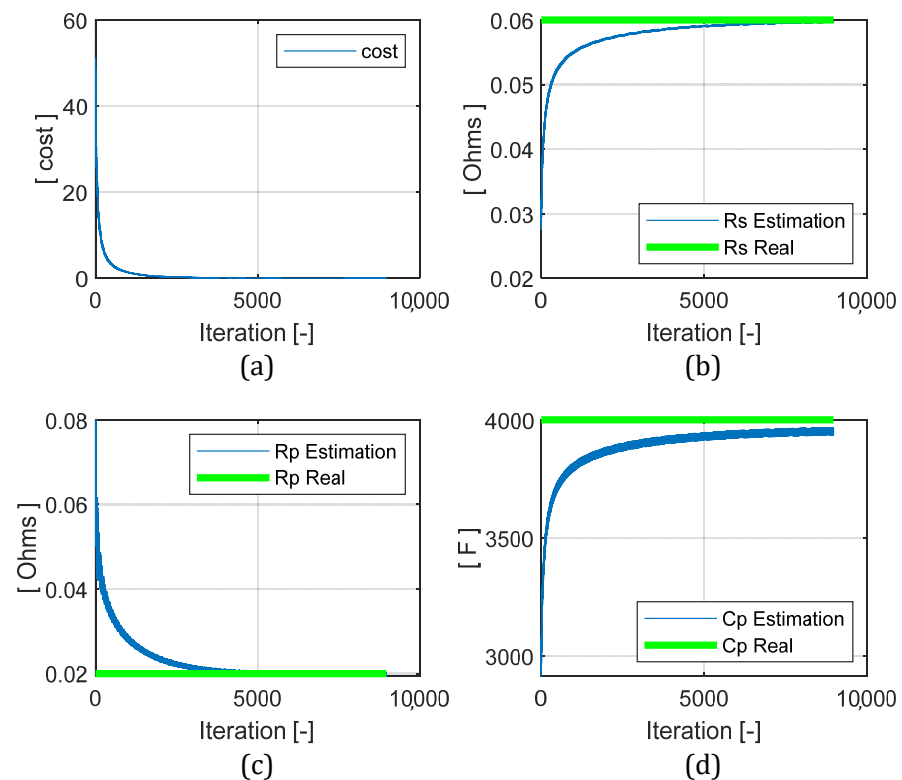 60
40
20
0
[ cost ]
cost
0
5000
10,000
Iteration [-]
(a)
0.06
0.05
0.04
0.03
0.02
[ Ohms ]
Rs Estimation
Rs Real
0
5000
10,000
Iteration [-]
(b)
0.08
0.06
0.04
0.02
[ Ohms ]
Rp Estimation
Rp Real
0
5000
10,000
Iteration [-]
(c)
4000
3500
3000
[ F ]
Cp Estimation
Cp Real
0
5000
10,000
Iteration [-]
(d)